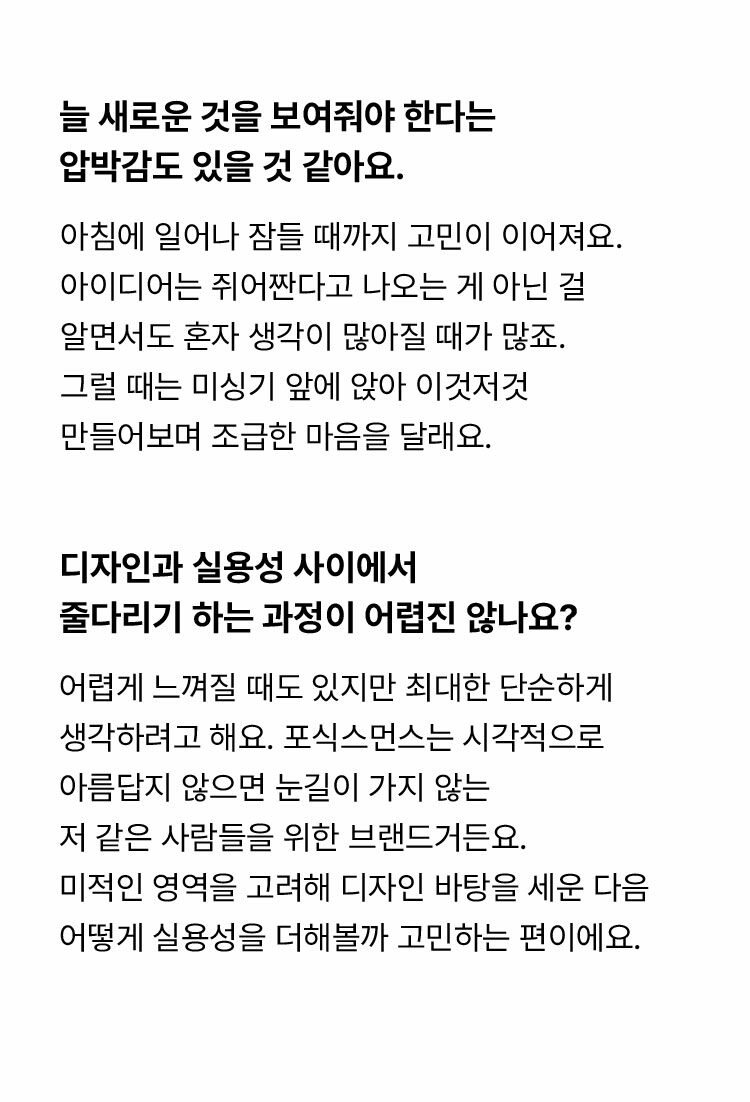 늘 새로운 것을 보여줘야 한다는
압박감도 있을 것 같아요.
아침에 일어나 잠들 때까지 고민이 이어져요.
아이디어는 쥐어짠다고 나오는 게 아닌 걸
알면서도 혼자 생각이 많아질 때가 많죠.
그럴 때는 미싱기 앞에 앉아 이것저것
만들어보며 조급한 마음을 달래요.
디자인과 실용성 사이에서
줄다리기 하는 과정이 어렵진 않나요?
어렵게 느껴질 때도 있지만 최대한 단순하게
생각하려고 해요. 포식스먼스는 시각적으로
아름답지 않으면 눈길이 가지 않는
저 같은 사람들을 위한 브랜드거든요.
미적인 영역을 고려해 디자인 바탕을 세운 다음
어떻게 실용성을 더해볼까 고민하는 편이에요.